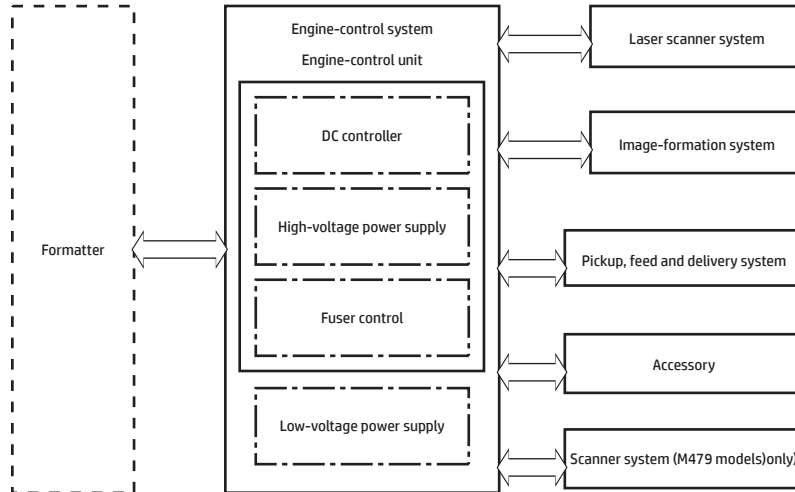 Engine-control system
Engine-control unit
DC controller
High-voltage power supply
Fuser control
Low-voltage power supply
Formatter
Laser scanner system
Image-formation system
Pickup, feed and delivery system
Accessory
Scanner system (M479 models)only)